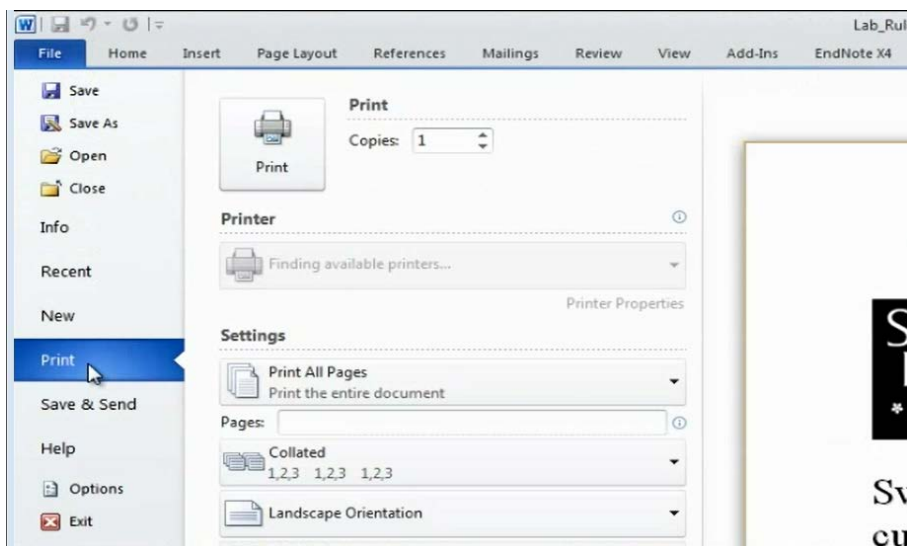 Lab_Rul
File Home Insert Page Layout References Mailings Review View Add-Ins EndNote X4
Save
Save As
Open
Close
Info
Recent
New
Print
Save & Send
Help
Options
Exit
Print
Print
Copies: 1
Printer
Finding available printers...
Printer Properties
Settings
Print All Pages
Print the entire document
Pages:
Collated
1,2,3 1,2,3 1,2,3
Landscape Orientation
S
Sv
cu